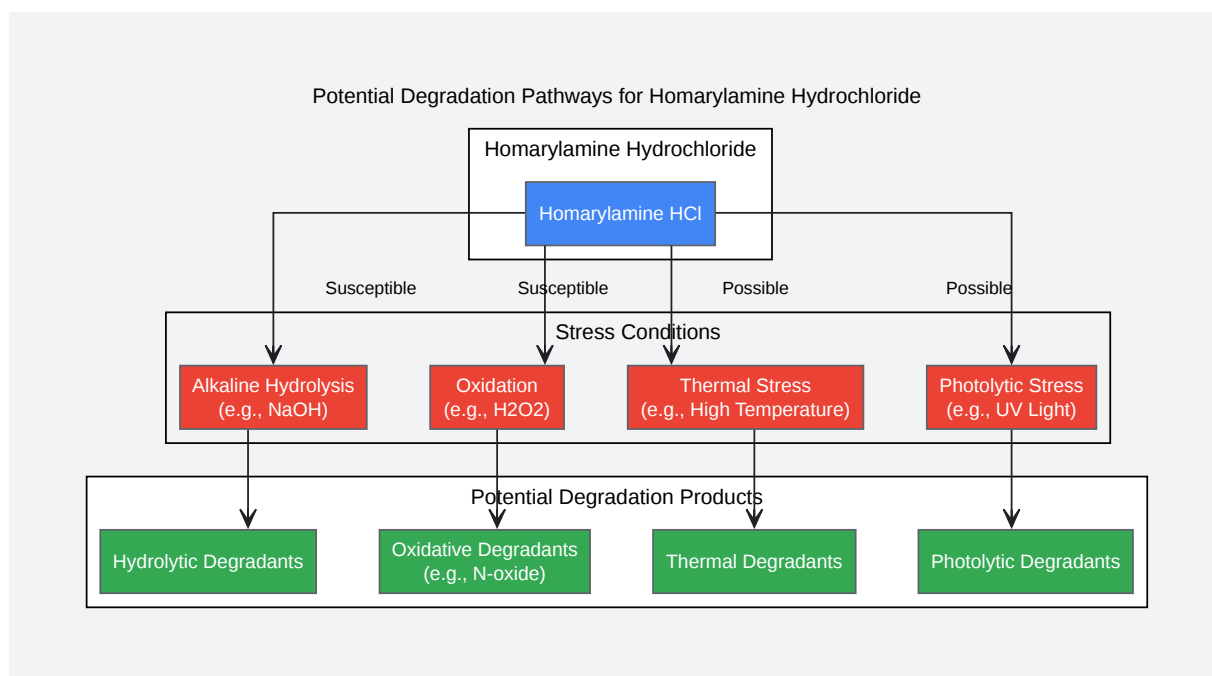 Potential Degradation Pathways for Homarylamine Hydrochloride
Homarylamine Hydrochloride
Homarylamine HCl
Susceptible
Susceptible
Possible
Possible
Stress Conditions
Alkaline Hydrolysis
(e.g., NaOH)
Oxidation
(e.g., H2O2)
Thermal Stress
(e.g., High Temperature)
Photolytic Stress
(e.g., UV Light)
Potential Degradation Products
Hydrolytic Degradants
Oxidative Degradants
(e.g., N-oxide)
Thermal Degradants
Photolytic Degradants